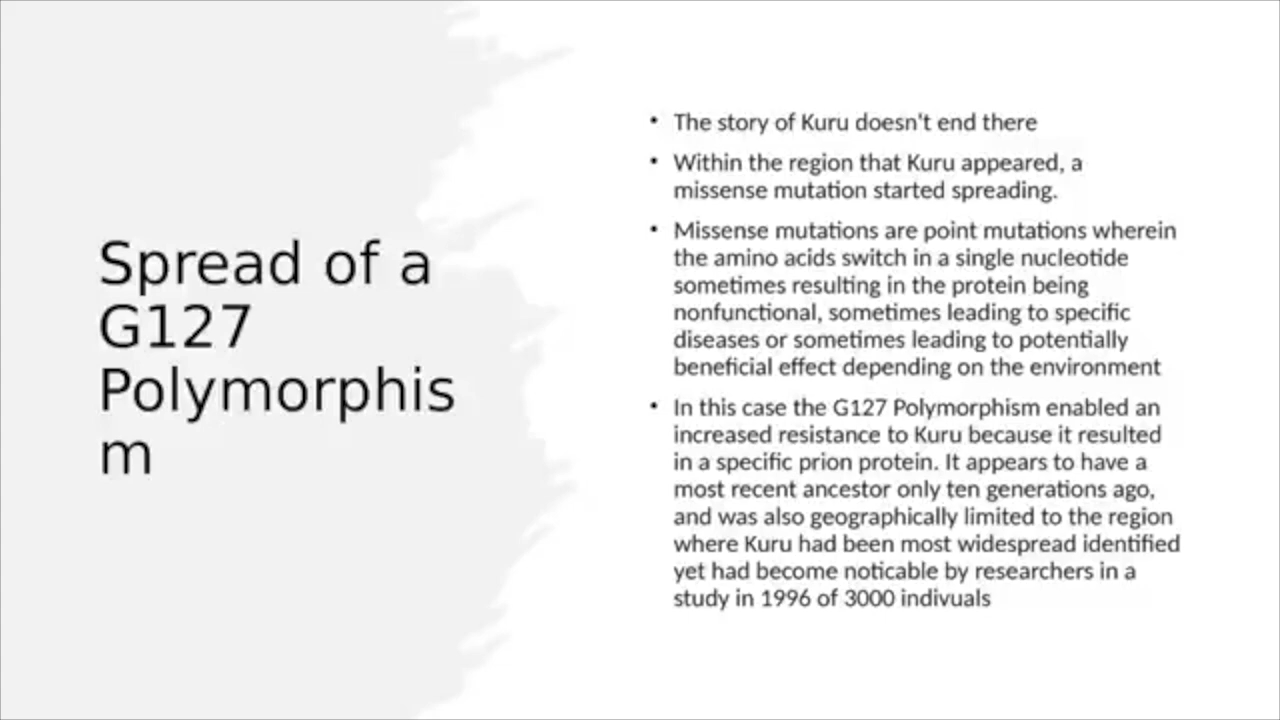 Spread of a
G127
Polymorphis
m
• The story of Kuru doesn't end there
• Within the region that Kuru appeared, a
missense mutation started spreading.
• Missense mutations are point mutations wherein
the amino acids switch in a single nucleotide
sometimes resulting in the protein being
nonfunctional, sometimes leading to specific
diseases or sometimes leading to potentially
beneficial effect depending on the environment
• In this case the G127 Polymorphism enabled an
increased resistance to Kuru because it resulted
in a specific prion protein. It appears to have a
most recent ancestor only ten generations ago,
and was also geographically limited to the region
where Kuru had been most widespread identified
yet had become noticable by researchers in a
study in 1996 of 3000 indivuals